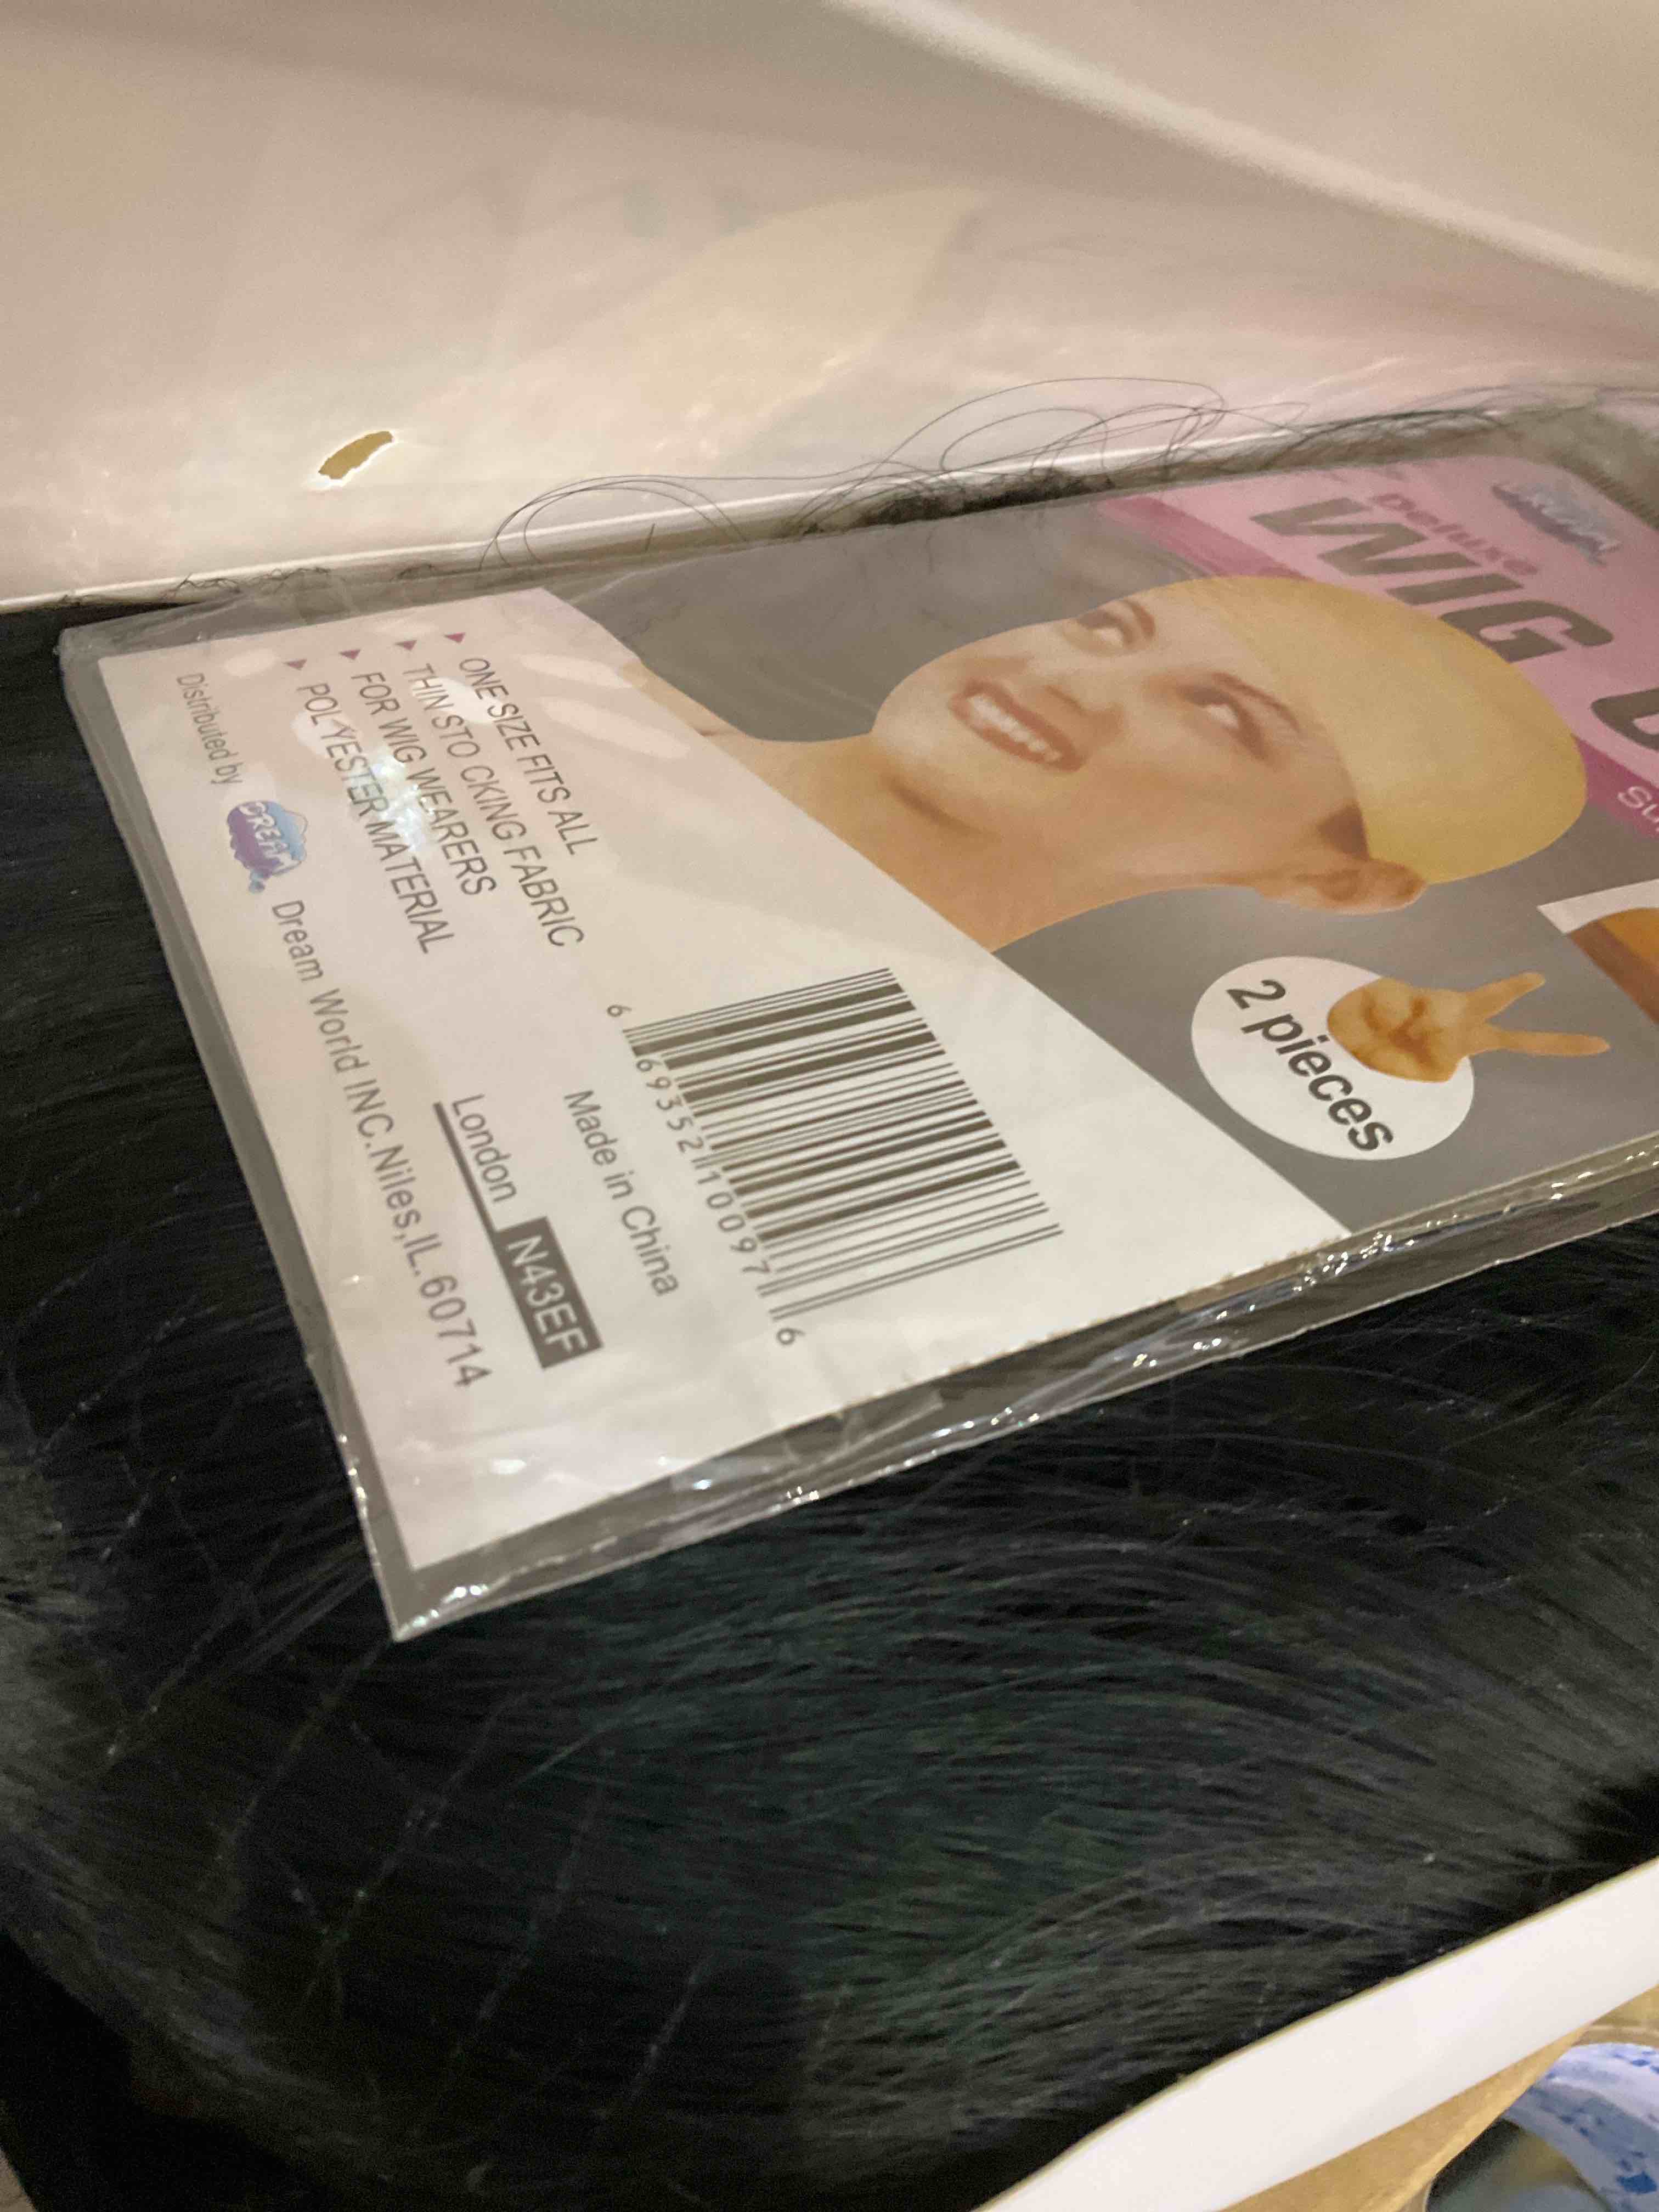 DREAM
Deluxe
WIG
2 pieces
ONE SIZE FITS ALL
THIN STO CKING FABRIC
FOR WIG WEARERS
POLYESTER MATERIAL
6 69352 10097 6
Made in China
London N43EF
Distributed by DREAM Dream World INC.Niles,IL.60714